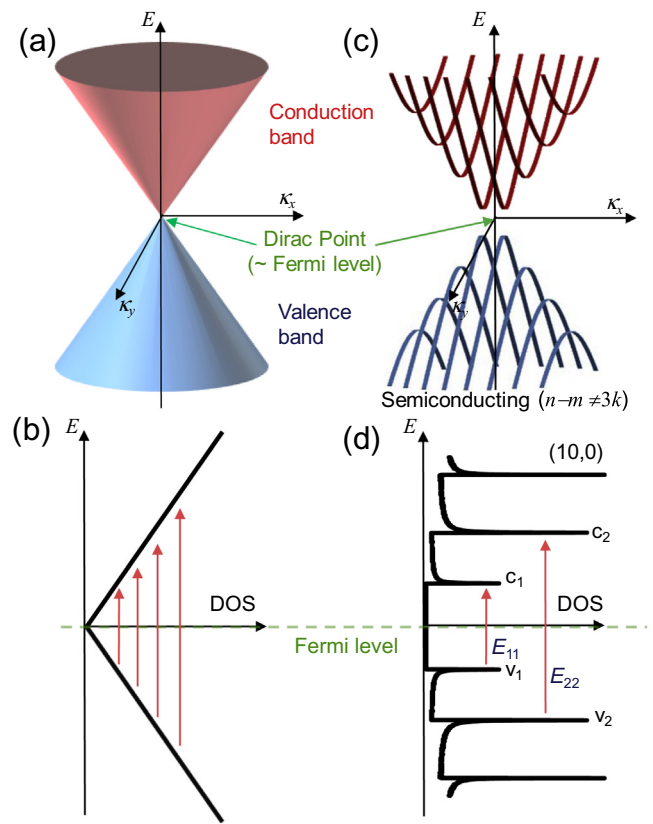 (a)
E
Conduction
band
κx
Dirac Point
(~ Fermi level)
κy
Valence
band
(c)
E
κx
κy
Semiconducting (n−m ≠3k)
(b)
E
DOS
Fermi level
(d)
E
(10,0)
c2
c1
DOS
E11
v1
E22
v2